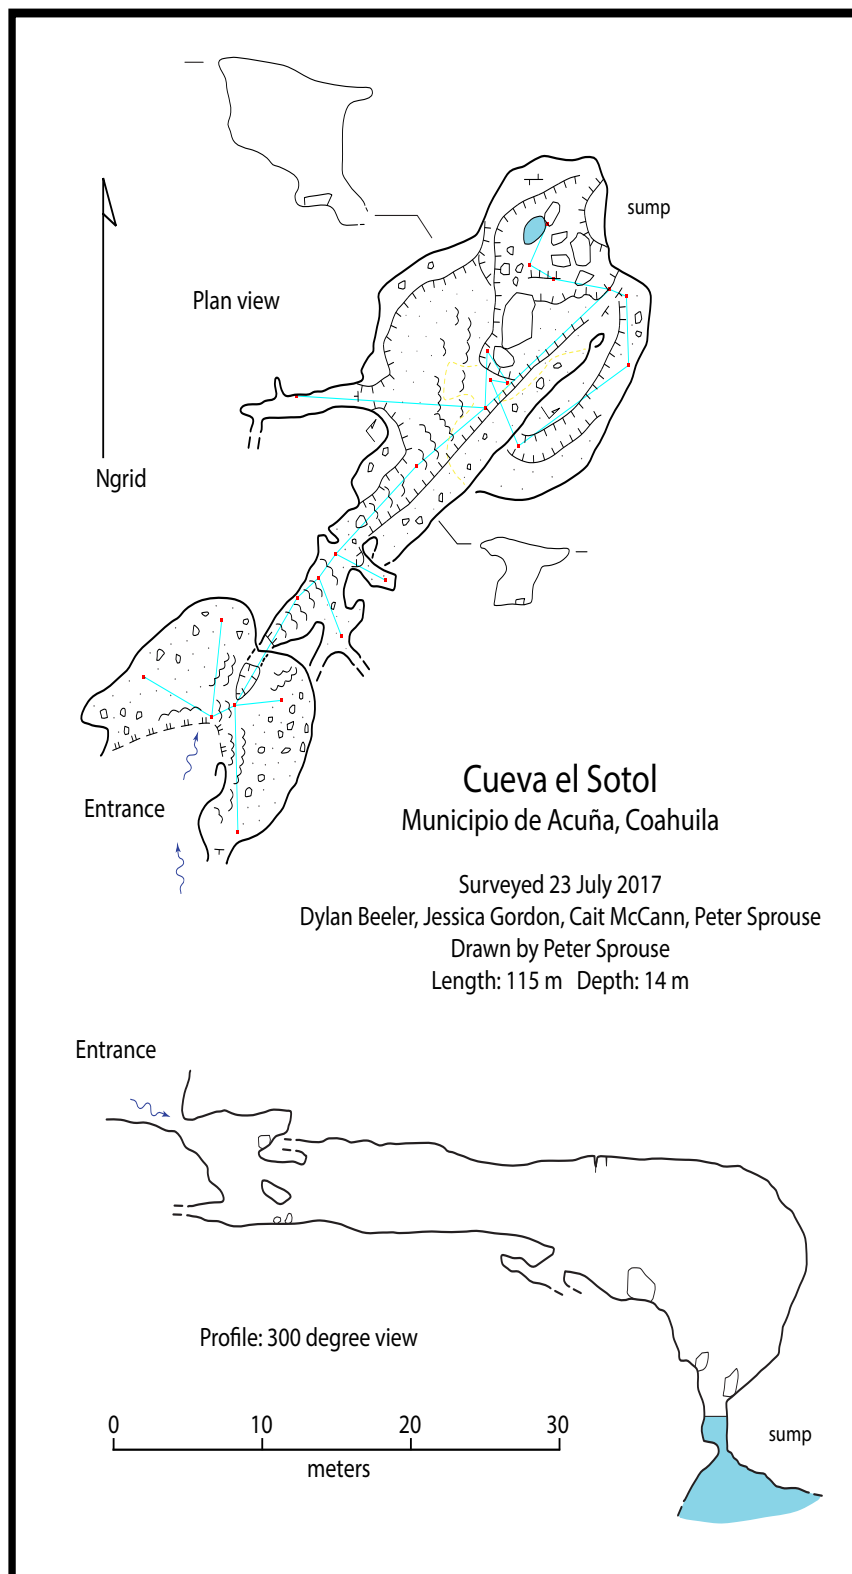 sump
Plan view
Ngrid
Entrance
Cueva el Sotol
Municipio de Acuña, Coahuila
Surveyed 23 July 2017
Dylan Beeler, Jessica Gordon, Cait McCann, Peter Sprouse
Drawn by Peter Sprouse
Length: 115 m Depth: 14 m
Entrance
Profile: 300 degree view
0 10 20 30
meters
sump